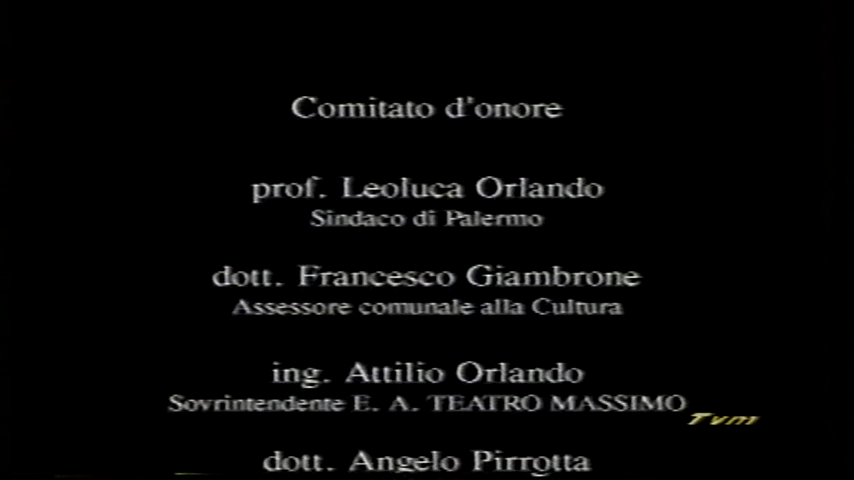 Comitato d'onore
prof. Leoluca Orlando
Sindaco di Palermo
dott. Francesco Giambrone
Assessore comunale alla Cultura
ing. Attilio Orlando
Sovrintendente E. A. TEATRO MASSIMO
Tvm
dott. Angelo Pirrotta